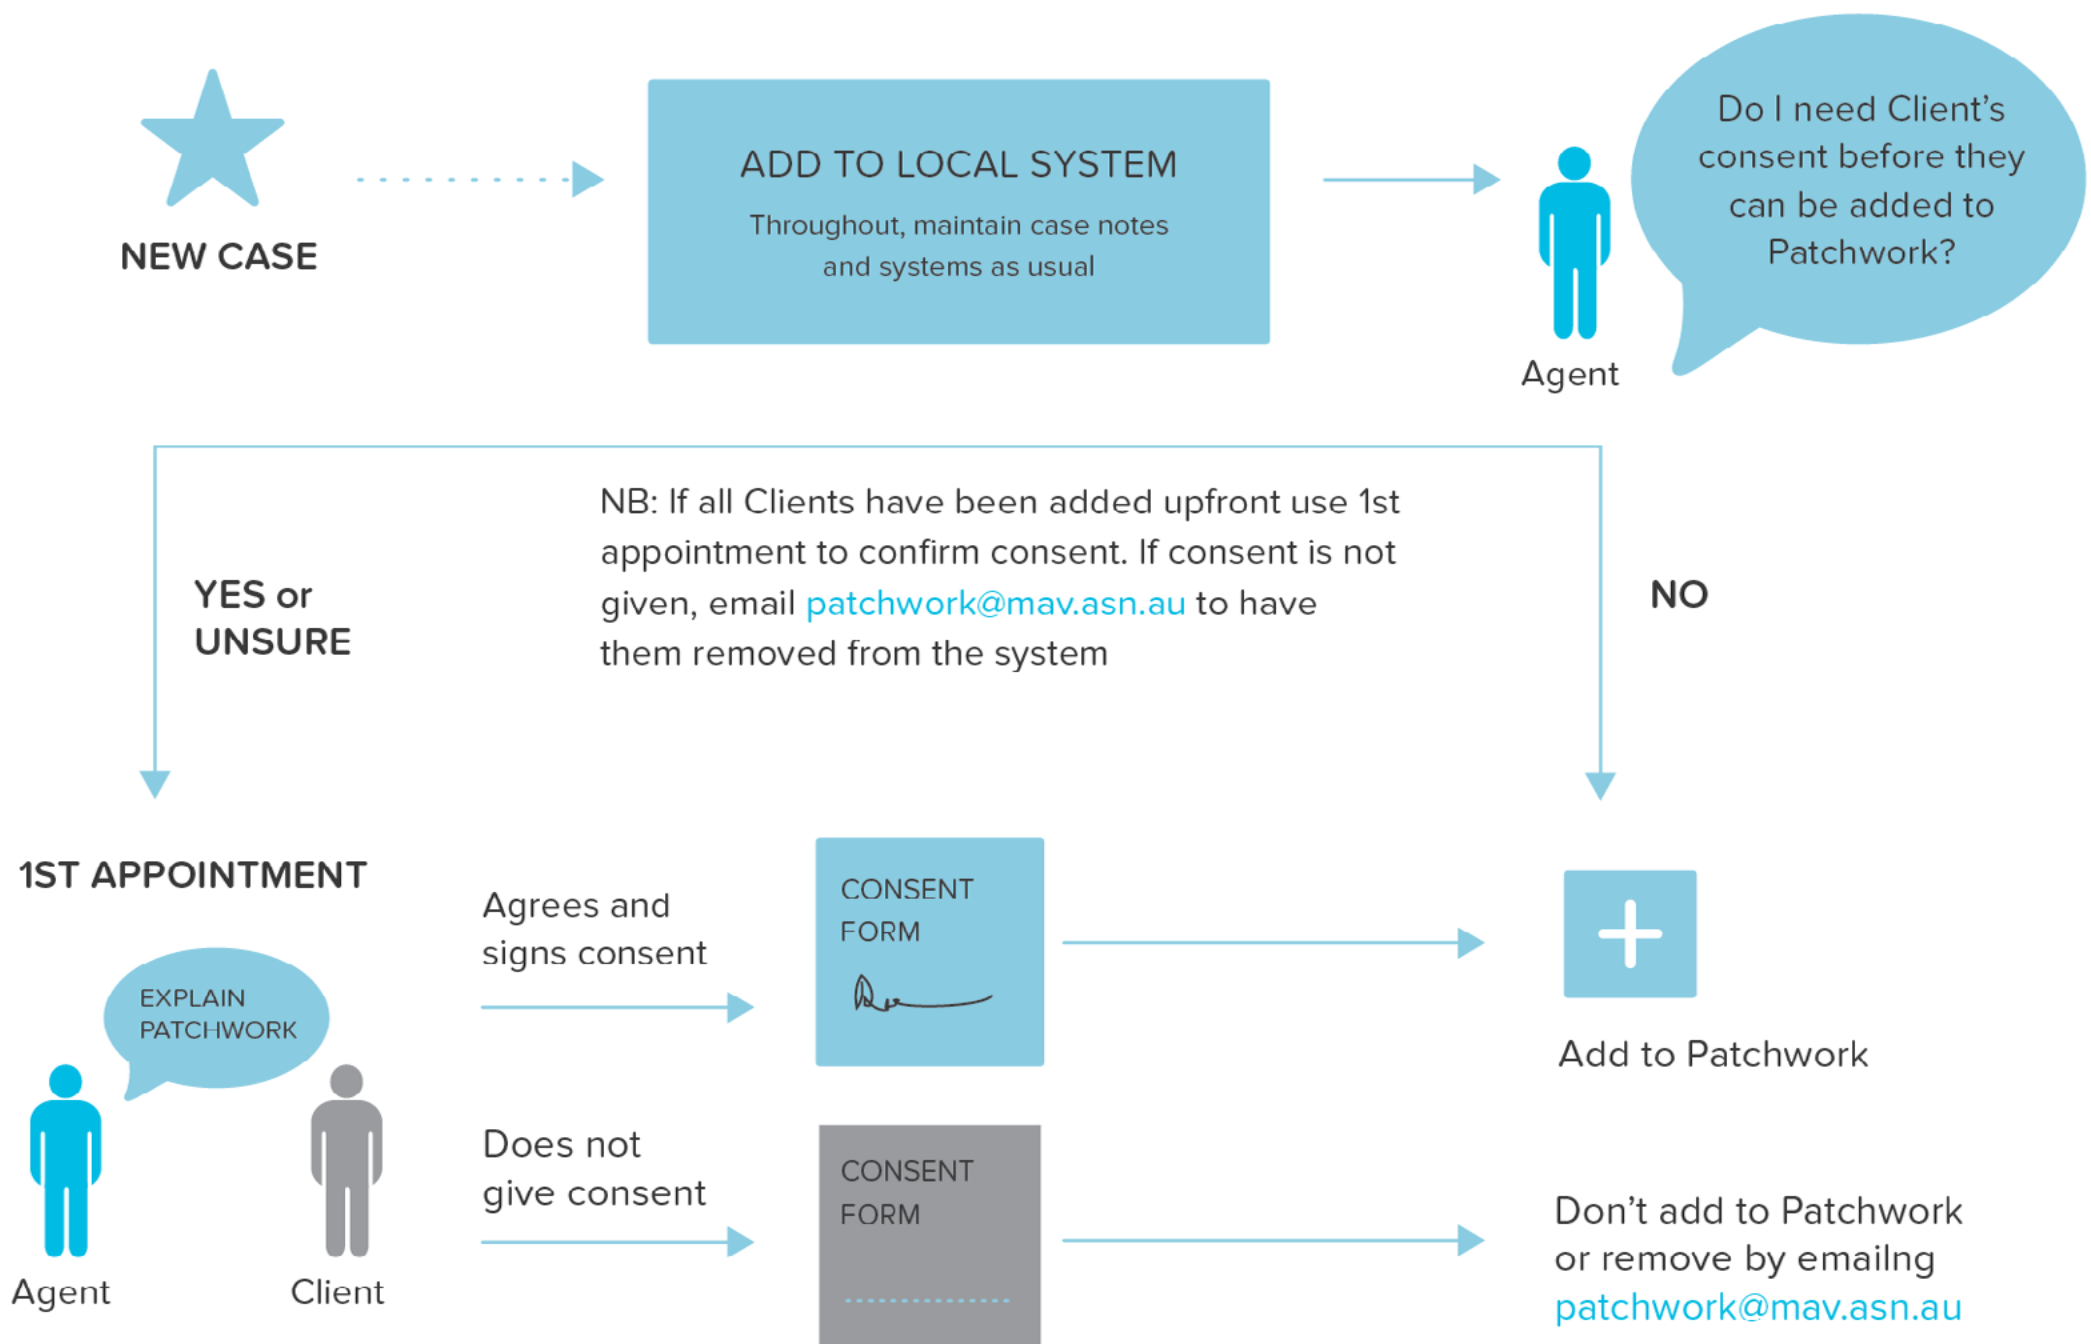 NEW CASE
ADD TO LOCAL SYSTEM
Throughout, maintain case notes
and systems as usual
Agent
Do I need Client's
consent before they
can be added to
Patchwork?
YES or
UNSURE
NB: If all Clients have been added upfront use 1st
appointment to confirm consent. If consent is not
given, email patchwork@mav.asn.au to have
them removed from the system
NO
1ST APPOINTMENT
EXPLAIN
PATCHWORK
Agent
Client
Agrees and
signs consent
CONSENT
FORM
Add to Patchwork
Does not
give consent
CONSENT
FORM
Don't add to Patchwork
or remove by emailng
patchwork@mav.asn.au